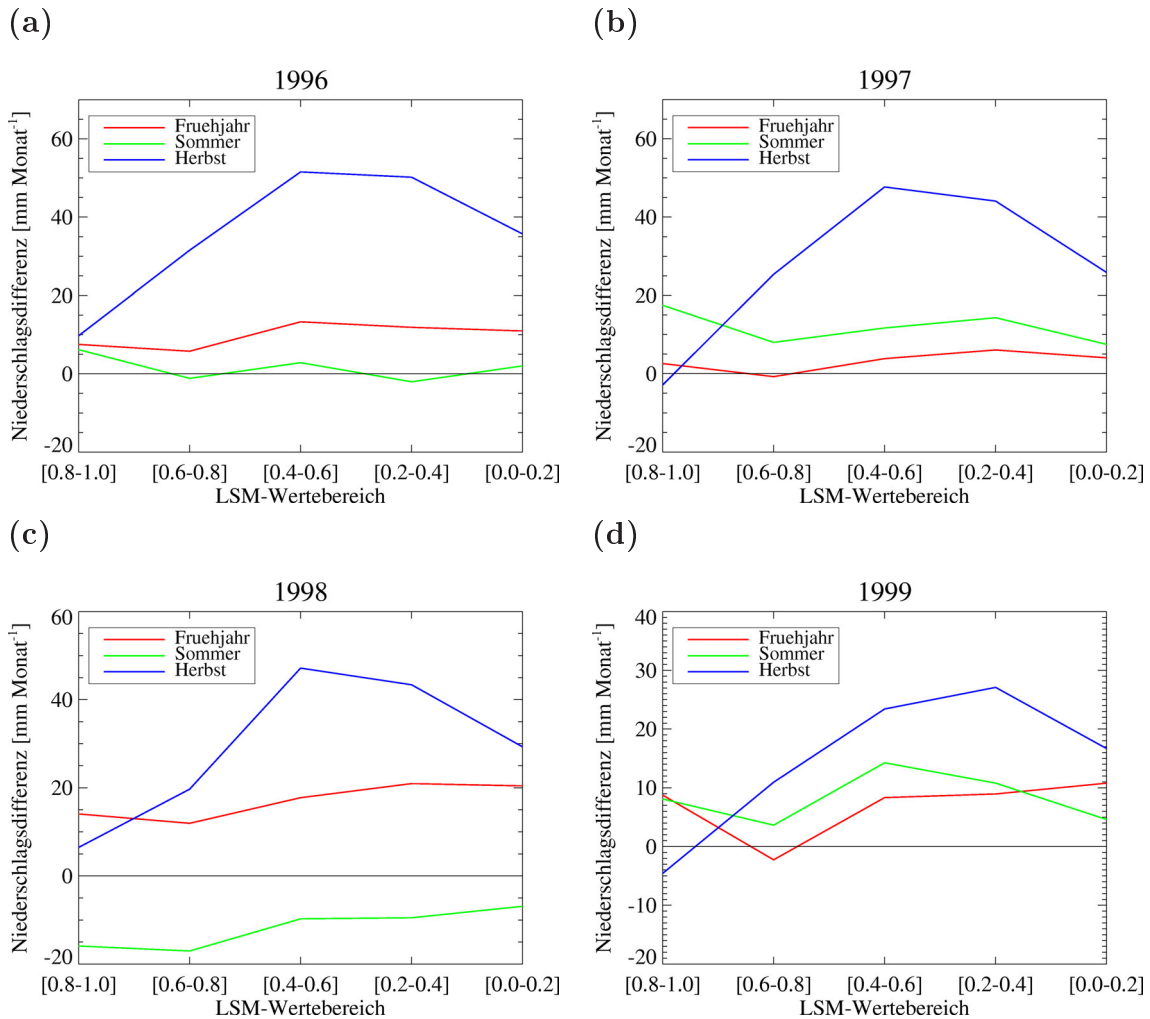 (a)
1996
Niederschlagsdifferenz [mm Monat⁻¹]
Fruehjahr
Sommer
Herbst
60
40
20
0
-20
[0.8-1.0] [0.6-0.8] [0.4-0.6] [0.2-0.4] [0.0-0.2]
LSM-Wertebereich
(b)
1997
Niederschlagsdifferenz [mm Monat⁻¹]
Fruehjahr
Sommer
Herbst
60
40
20
0
-20
[0.8-1.0] [0.6-0.8] [0.4-0.6] [0.2-0.4] [0.0-0.2]
LSM-Wertebereich
(c)
1998
Niederschlagsdifferenz [mm Monat⁻¹]
Fruehjahr
Sommer
Herbst
60
40
20
0
-20
[0.8-1.0] [0.6-0.8] [0.4-0.6] [0.2-0.4] [0.0-0.2]
LSM-Wertebereich
(d)
1999
Niederschlagsdifferenz [mm Monat⁻¹]
Fruehjahr
Sommer
Herbst
40
30
20
10
0
-10
-20
[0.8-1.0] [0.6-0.8] [0.4-0.6] [0.2-0.4] [0.0-0.2]
LSM-Wertebereich